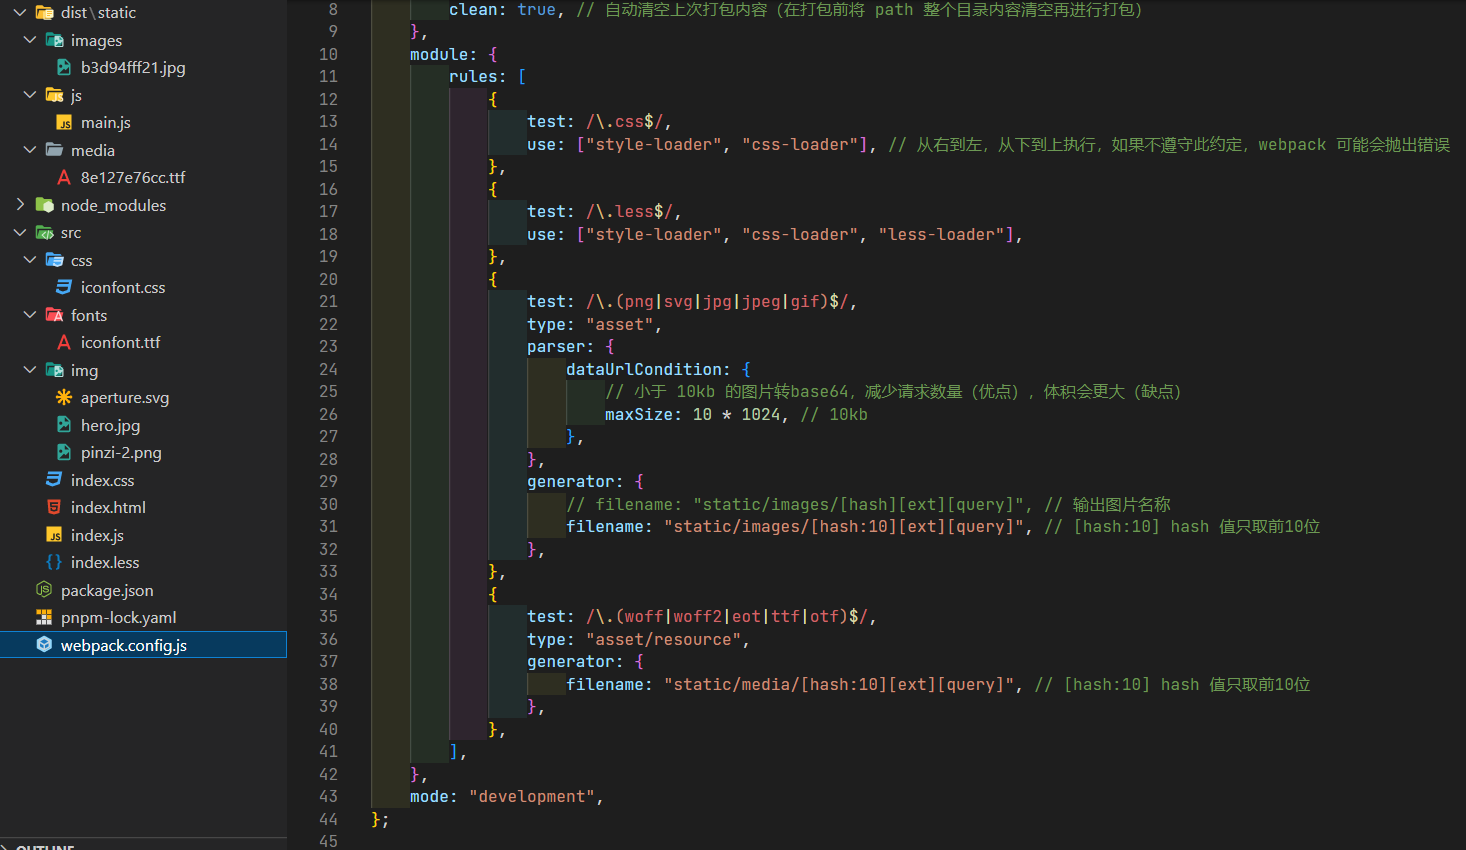 dist\static
images
b3d94fff21.jpg
js
main.js
media
8e127e76cc.ttf
node_modules
src
css
iconfont.css
fonts
iconfont.ttf
img
aperture.svg
hero.jpg
pinzi-2.png
index.css
index.html
index.js
index.less
package.json
pnpm-lock.yaml
webpack.config.js
OUTLINE
8 clean: true, // 自动清空上次打包内容（在打包前将 path 整个目录内容清空再进行打包）
9 },
10 module: {
11 rules: [
12 {
13 test: /\.css$/,
14 use: ["style-loader", "css-loader"], // 从右到左，从下到上执行，如果不遵守此约定，webpack 可能会抛出错误
15 },
16 {
17 test: /\.less$/,
18 use: ["style-loader", "css-loader", "less-loader"],
19 },
20 {
21 test: /\.(png|svg|jpg|jpeg|gif)$/,
22 type: "asset",
23 parser: {
24 dataUrlCondition: {
25 // 小于 10kb 的图片转base64，减少请求数量（优点），体积会更大（缺点）
26 maxSize: 10 * 1024, // 10kb
27 },
28 },
29 generator: {
30 // filename: "static/images/[hash][ext][query]", // 输出图片名称
31 filename: "static/images/[hash:10][ext][query]", // [hash:10] hash 值只取前10位
32 },
33 },
34 {
35 test: /\.(woff|woff2|eot|ttf|otf)$/,
36 type: "asset/resource",
37 generator: {
38 filename: "static/media/[hash:10][ext][query]", // [hash:10] hash 值只取前10位
39 },
40 },
41 ],
42 },
43 mode: "development",
44 };
45